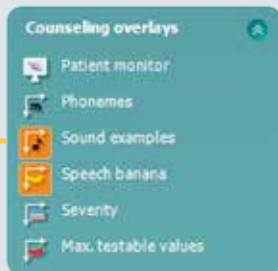 Counseling overlays
Patient monitor
Phonemes
Sound examples
Speech banana
Severity
Max. testable values